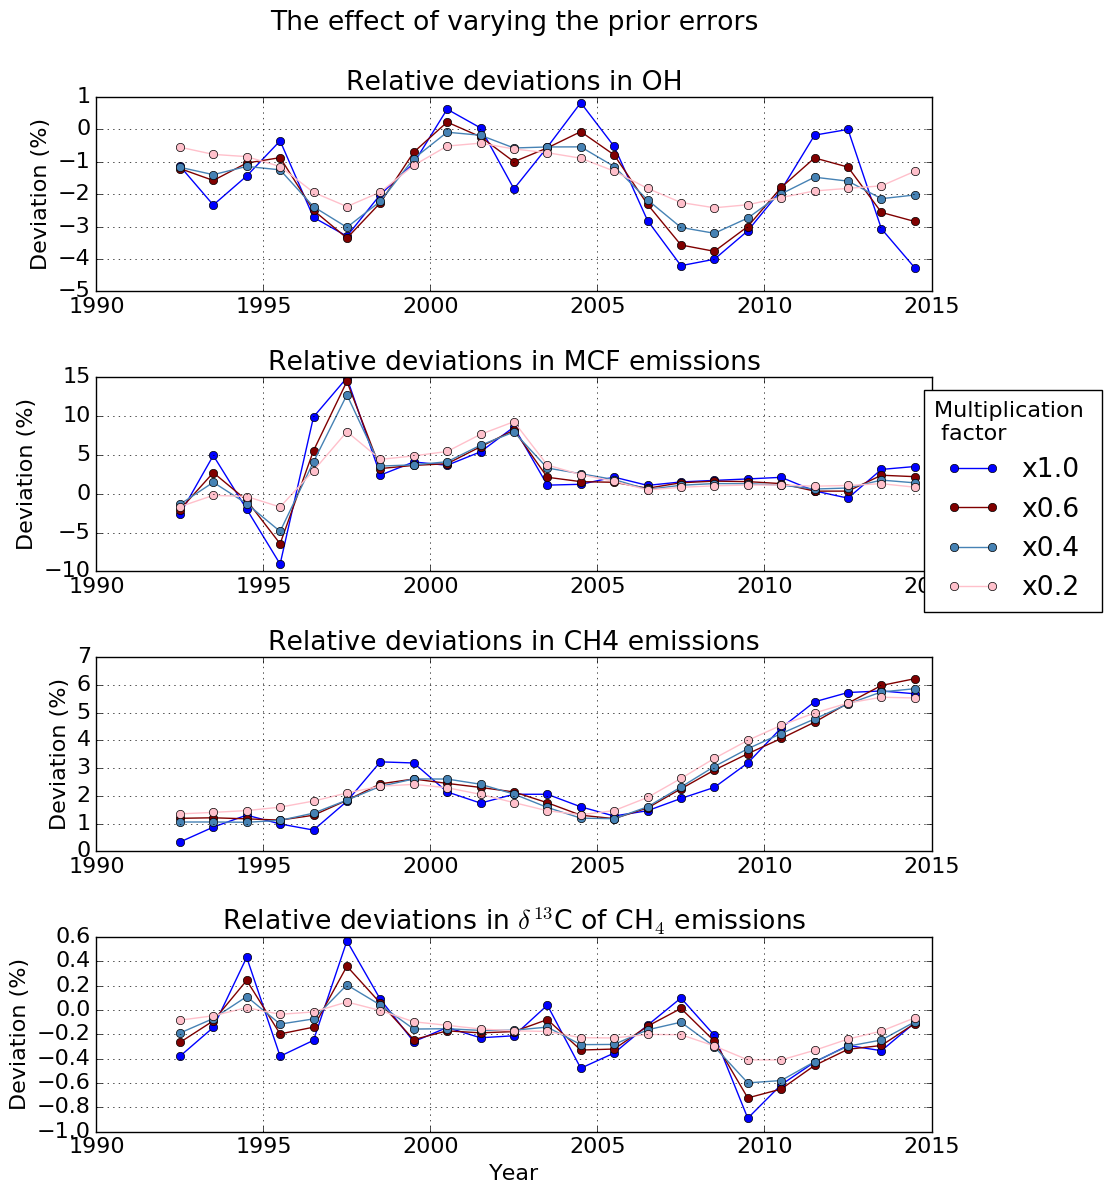 The effect of varying the prior errors
Relative deviations in OH
Deviation (%)
1
0
−1
−2
−3
−4
−5
1990 1995 2000 2005 2010 2015
Relative deviations in MCF emissions
Deviation (%)
15
10
5
0
−5
−10
1990 1995 2000 2005 2010 20
Multiplication
factor
x1.0
x0.6
x0.4
x0.2
Relative deviations in CH4 emissions
Deviation (%)
7
6
5
4
3
2
1
0
1990 1995 2000 2005 2010 2015
Relative deviations in δ¹³C of CH₄ emissions
Deviation (%)
0.6
0.4
0.2
0.0
−0.2
−0.4
−0.6
−0.8
−1.0
1990 1995 2000 2005 2010 2015
Year